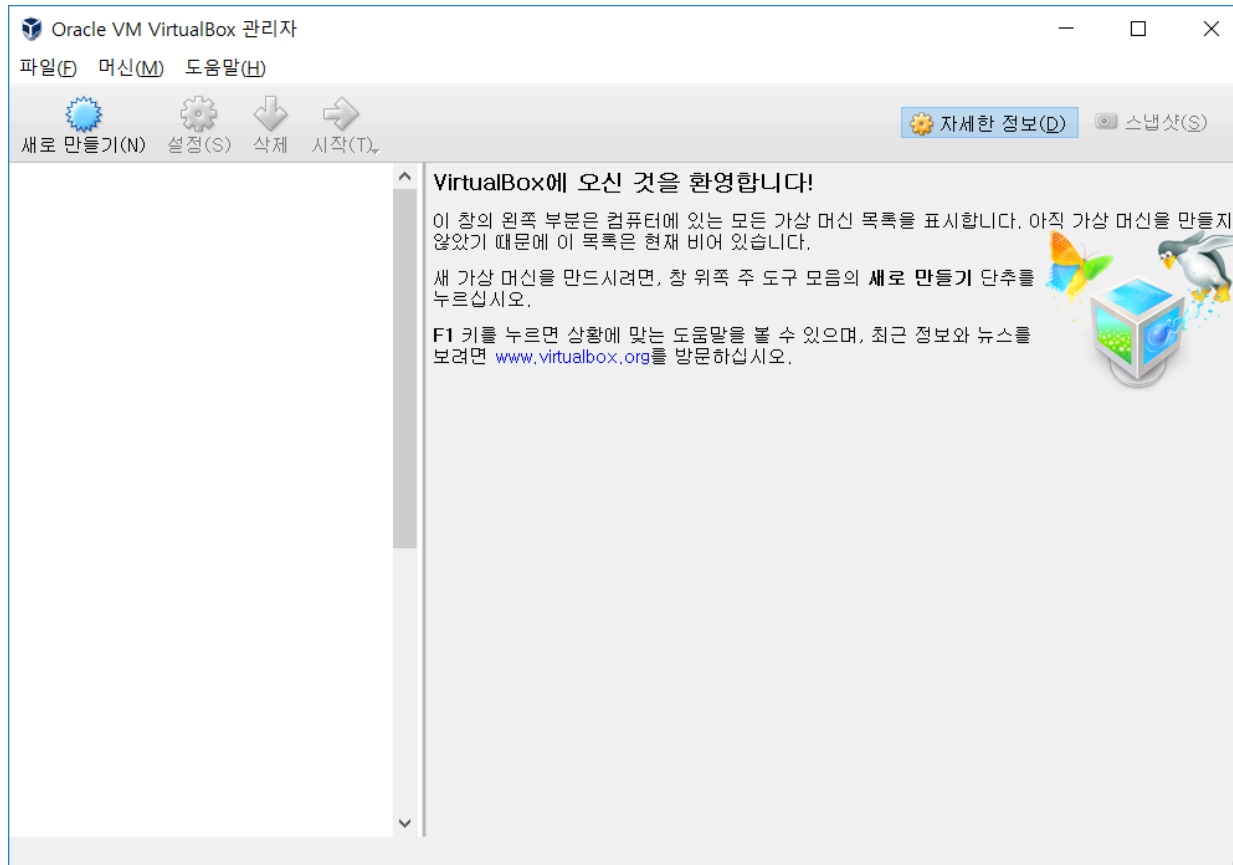 Oracle VM VirtualBox 관리자
파일(F) 머신(M) 도움말(H)
새로 만들기(N) 설정(S) 삭제 시작(T) 자세한 정보(D) 스냅샷(S)
VirtualBox에 오신 것을 환영합니다!
이 창의 왼쪽 부분은 컴퓨터에 있는 모든 가상 머신 목록을 표시합니다. 아직 가상 머신을 만들지
않았기 때문에 이 목록은 현재 비어 있습니다.
새 가상 머신을 만드시려면, 창 위쪽 주 도구 모음의 새로 만들기 단추를
누르십시오.
F1 키를 누르면 상황에 맞는 도움말을 볼 수 있으며, 최근 정보와 뉴스를
보려면 www.virtualbox.org를 방문하십시오.